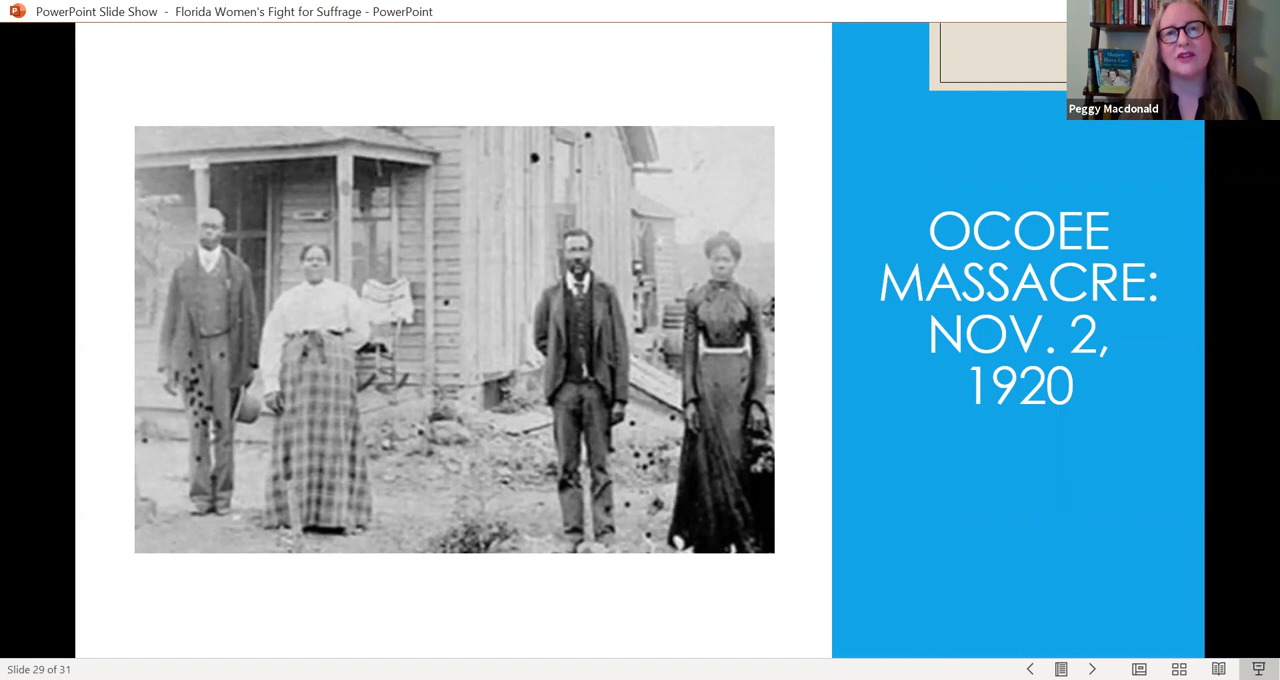 PowerPoint Slide Show - Florida Women's Fight for Suffrage - PowerPoint
Peggy Macdonald
OCOEE
MASSACRE:
NOV. 2,
1920
Slide 29 of 31